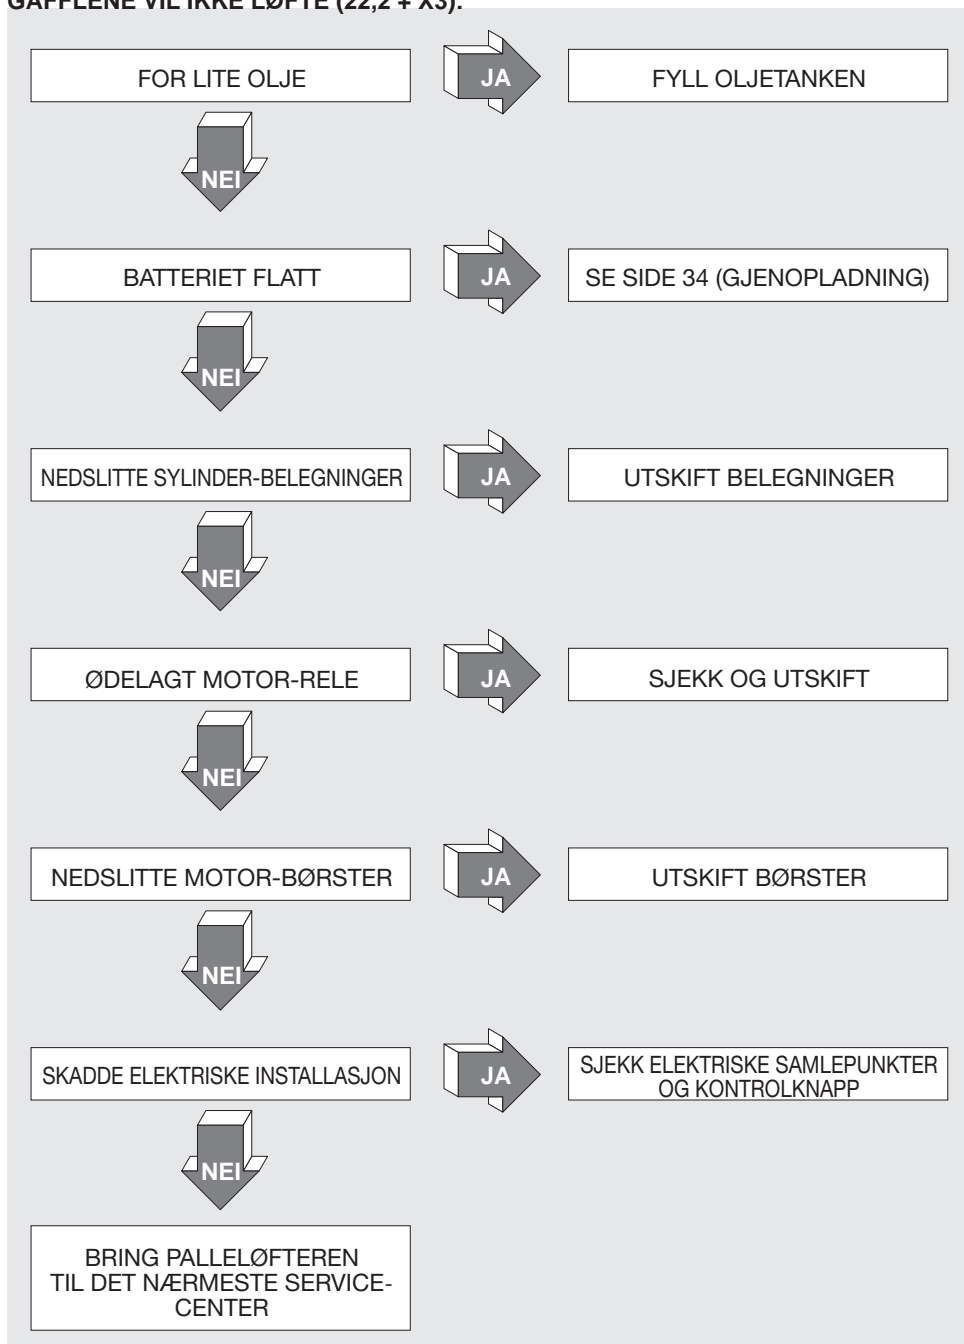 GAFFLENE VIL IKKE LØFTE (22,2 + X3).
FOR LITE OLJE
JA
FYLL OLJETANKEN
NEI
BATTERIET FLATT
JA
SE SIDE 34 (GJENOPLADNING)
NEI
NEDSLITTE SYLINDER-BELEGNINGER
JA
UTSKIFT BELEGNINGER
NEI
ØDELAGT MOTOR-RELE
JA
SJEKK OG UTSKIFT
NEI
NEDSLITTE MOTOR-BØRSTER
JA
UTSKIFT BØRSTER
NEI
SKADDE ELEKTRISKE INSTALLASJON
JA
SJEKK ELEKTRISKE SAMLEPUNKTER
OG KONTROLKNAPP
NEI
BRING PALLELØFTEREN
TIL DET NÆRMESTE SERVICE-
CENTER